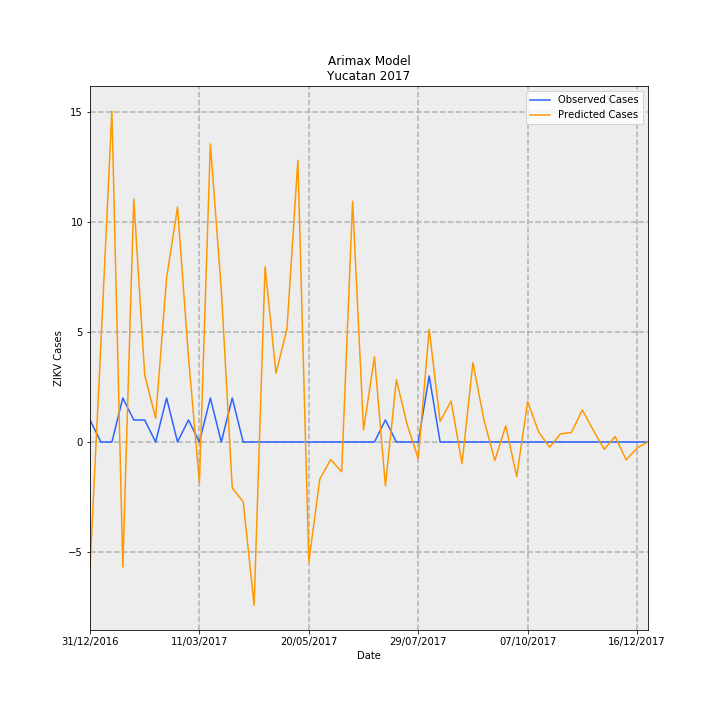 Arimax Model
Yucatan 2017
Observed Cases
Predicted Cases
15
10
5
0
−5
ZIKV Cases
31/12/2016
11/03/2017
20/05/2017
29/07/2017
07/10/2017
16/12/2017
Date